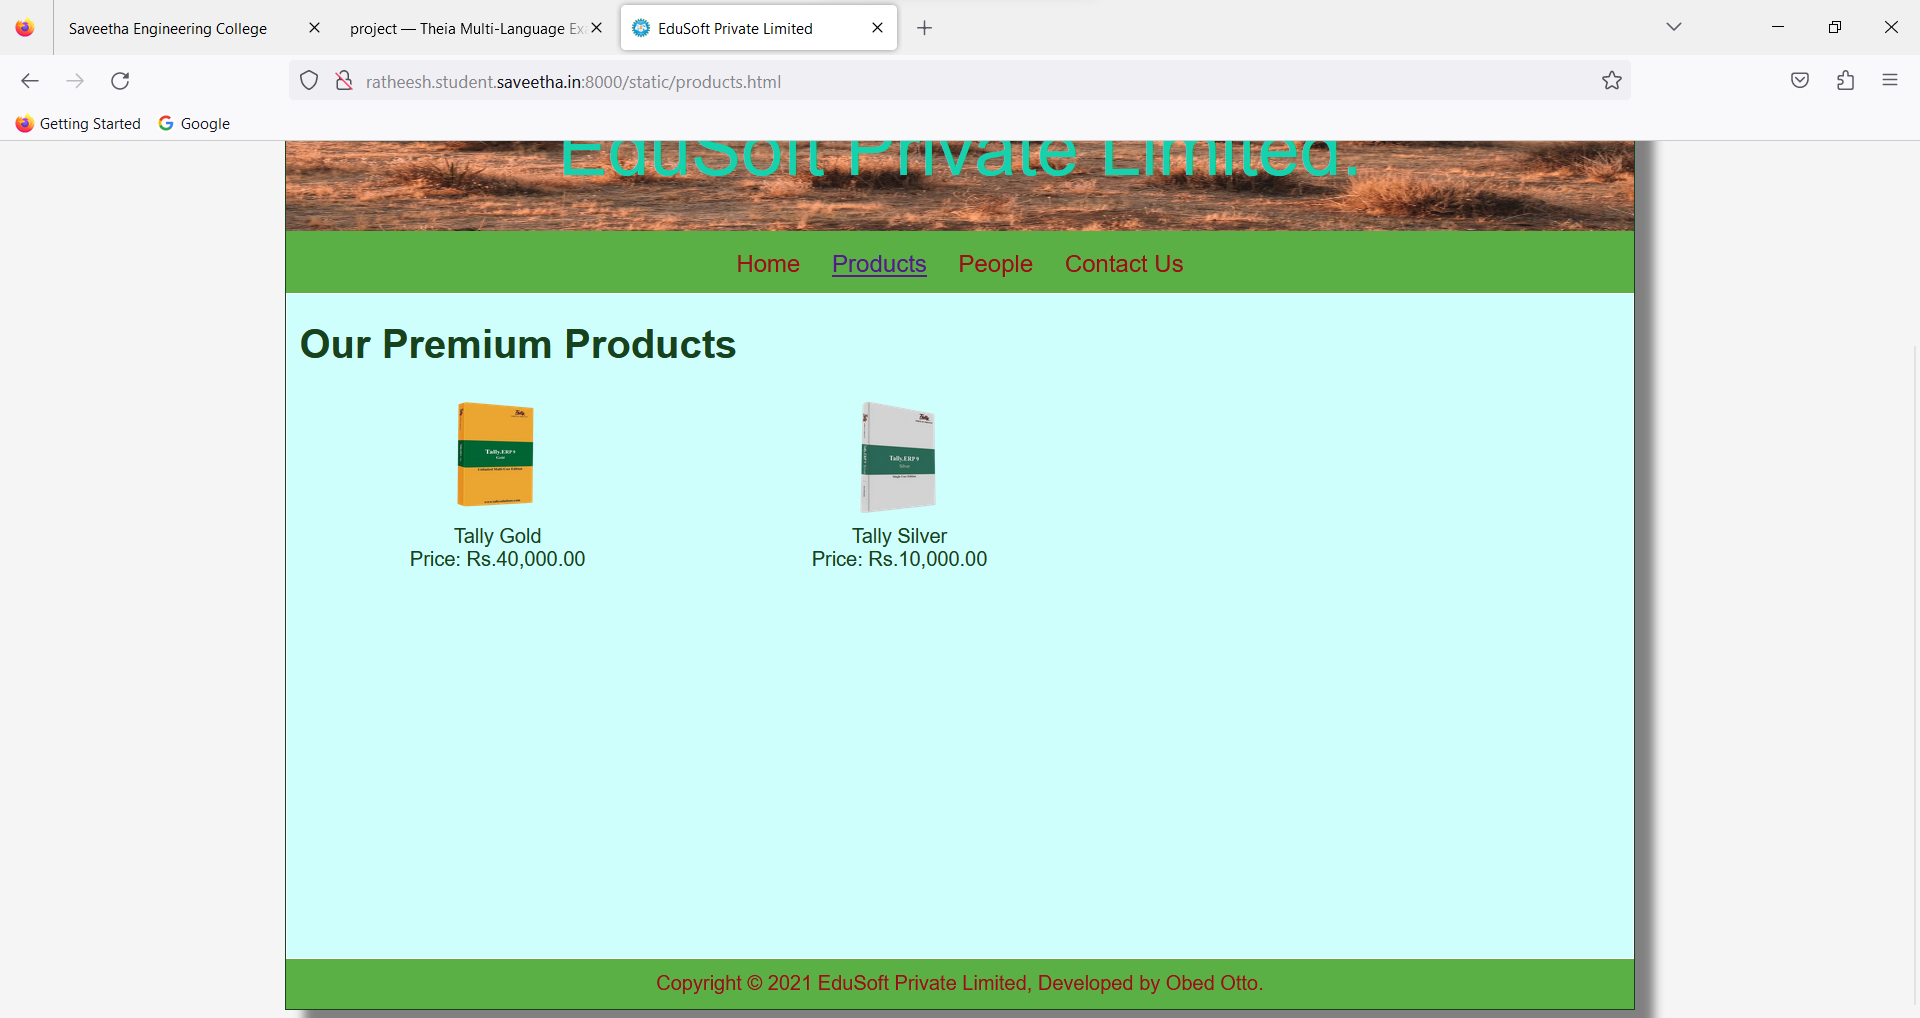 Saveetha Engineering College
project — Theia Multi-Language Ex
EduSoft Private Limited
ratheesh.student.saveetha.in:8000/static/products.html
Getting Started
Google
EduSoft Private Limited.
Home Products People Contact Us
Our Premium Products
Tally.ERP 9
Gold
Tally.ERP 9
Silver
Tally Gold
Price: Rs.40,000.00
Tally Silver
Price: Rs.10,000.00
Copyright © 2021 EduSoft Private Limited, Developed by Obed Otto.